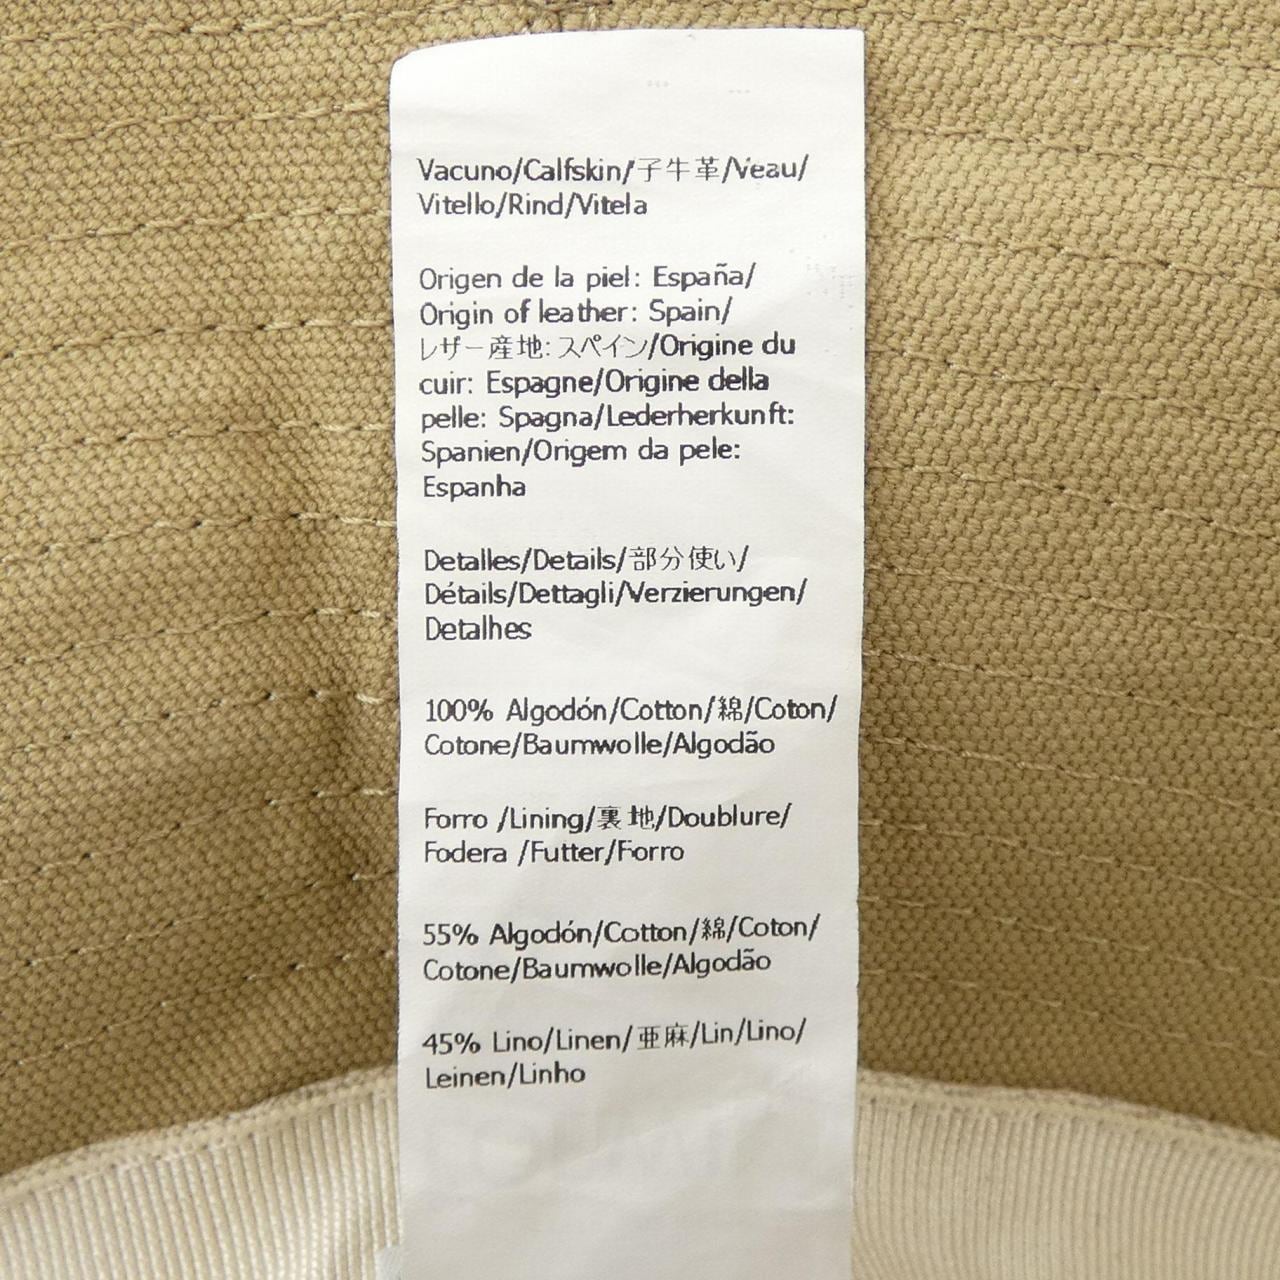 Vacuno/Calfskin/子牛革/Veau/
Vitello/Rind/Vitela
Origen de la piel: España/
Origin of leather: Spain/
レザー産地: スペイン/Origine du
cuir: Espagne/Origine della
pelle: Spagna/Lederherkunft:
Spanien/Origem da pele:
Espanha
Detalles/Details/部分使い/
Détails/Dettagli/Verzierungen/
Detalhes
100% Algodón/Cotton/綿/Coton/
Cotone/Baumwolle/Algodão
Forro /Lining/裏地/Doublure/
Fodera /Futter/Forro
55% Algodón/Cotton/綿/Coton/
Cotone/Baumwolle/Algodão
45% Lino/Linen/亜麻/Lin/Lino/
Leinen/Linho